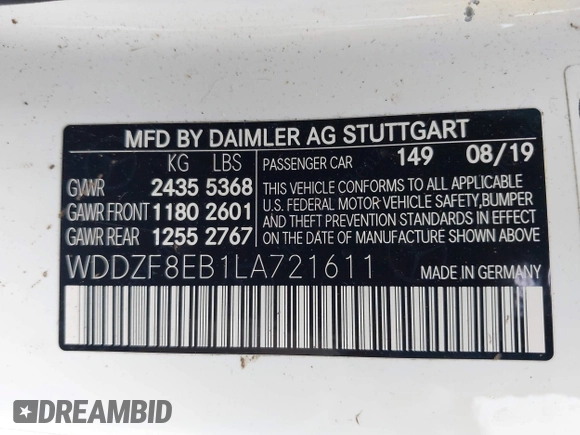 MFD BY DAIMLER AG STUTTGART
KG LBS
GVWR 2435 5368
GAWR FRONT 1180 2601
GAWR REAR 1255 2767
PASSENGER CAR 149 08/19
THIS VEHICLE CONFORMS TO ALL APPLICABLE
U.S. FEDERAL MOTOR VEHICLE SAFETY,BUMPER
AND THEFT PREVENTION STANDARDS IN EFFECT
ON THE DATE OF MANUFACTURE SHOWN ABOVE.
WDDZF8EB1LA721611 MADE IN GERMANY
DREAMBID
DREAMBID.COM